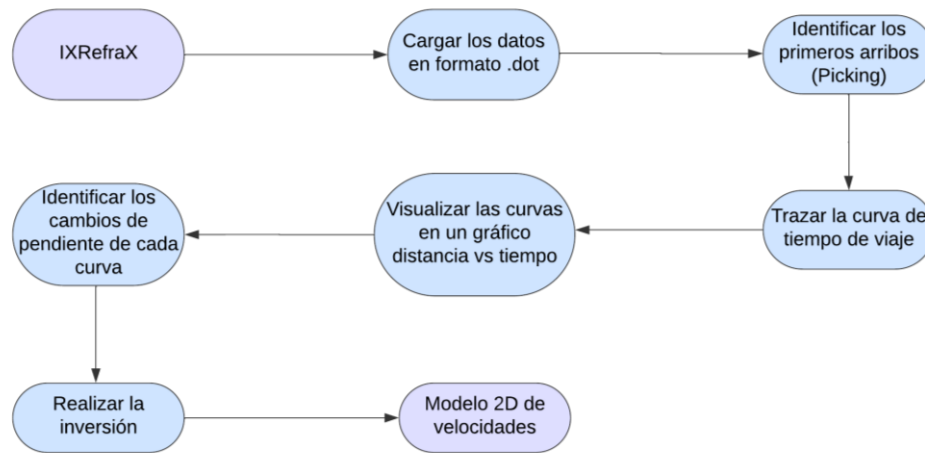 IXRefraX
Cargar los datos
en formato .dot
Identificar los
primeros arribos
(Picking)
Trazar la curva de
tiempo de viaje
Visualizar las curvas
en un gráfico
distancia vs tiempo
Identificar los
cambios de
pendiente de cada
curva
Realizar la
inversión
Modelo 2D de
velocidades